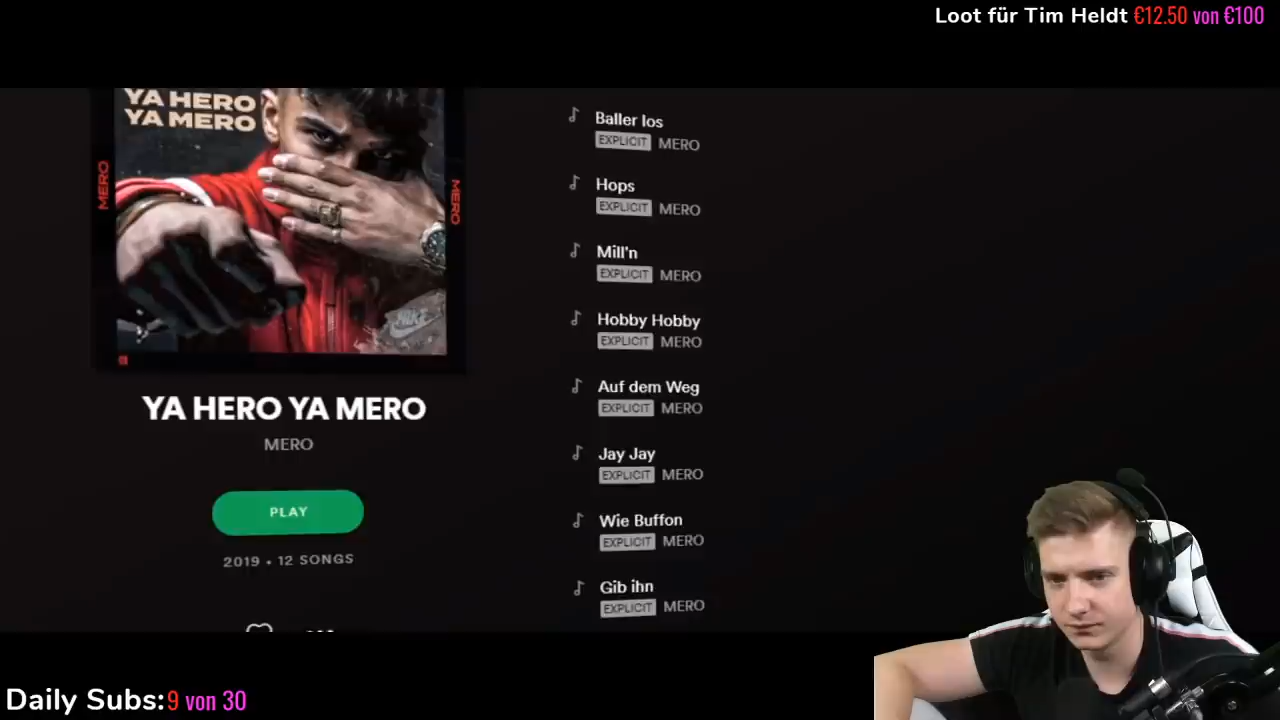 Loot für Tim Heldt €12.50 von €100
YA HERO
YA MERO
MERO
MERO
NIKE
YA HERO YA MERO
MERO
PLAY
2019 • 12 SONGS
Baller los
EXPLICIT MERO
Hops
EXPLICIT MERO
Mill'n
EXPLICIT MERO
Hobby Hobby
EXPLICIT MERO
Auf dem Weg
EXPLICIT MERO
Jay Jay
EXPLICIT MERO
Wie Buffon
EXPLICIT MERO
Gib ihn
EXPLICIT MERO
Daily Subs: 9 von 30